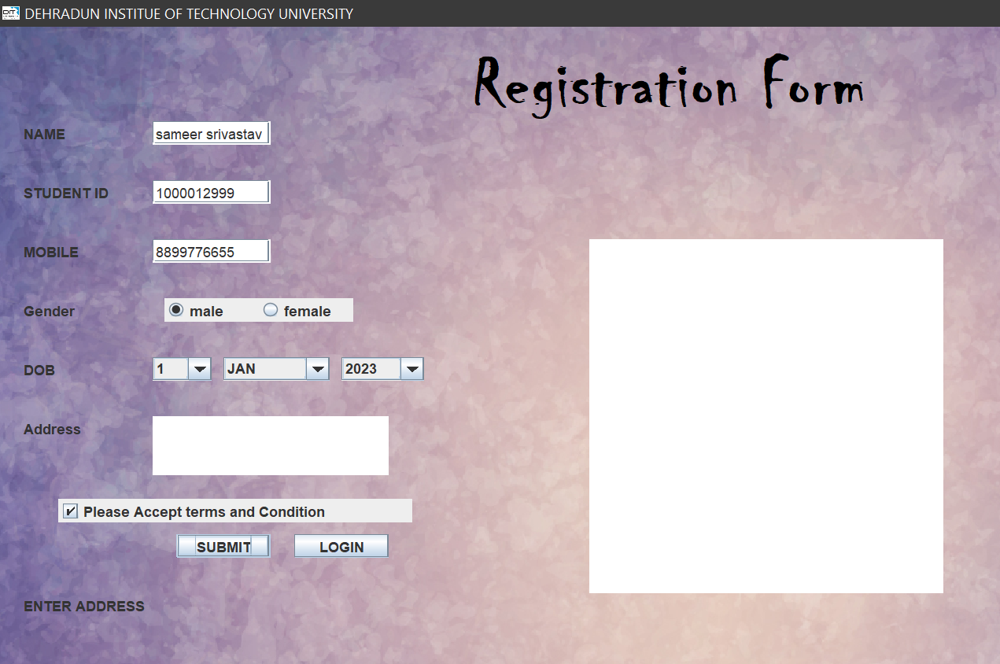 DIT
DEHRADUN INSTITUE OF TECHNOLOGY UNIVERSITY
Registration Form
NAME sameer srivastav
STUDENT ID 1000012999
MOBILE 8899776655
Gender male female
DOB 1 JAN 2023
Address
Please Accept terms and Condition
SUBMIT LOGIN
ENTER ADDRESS